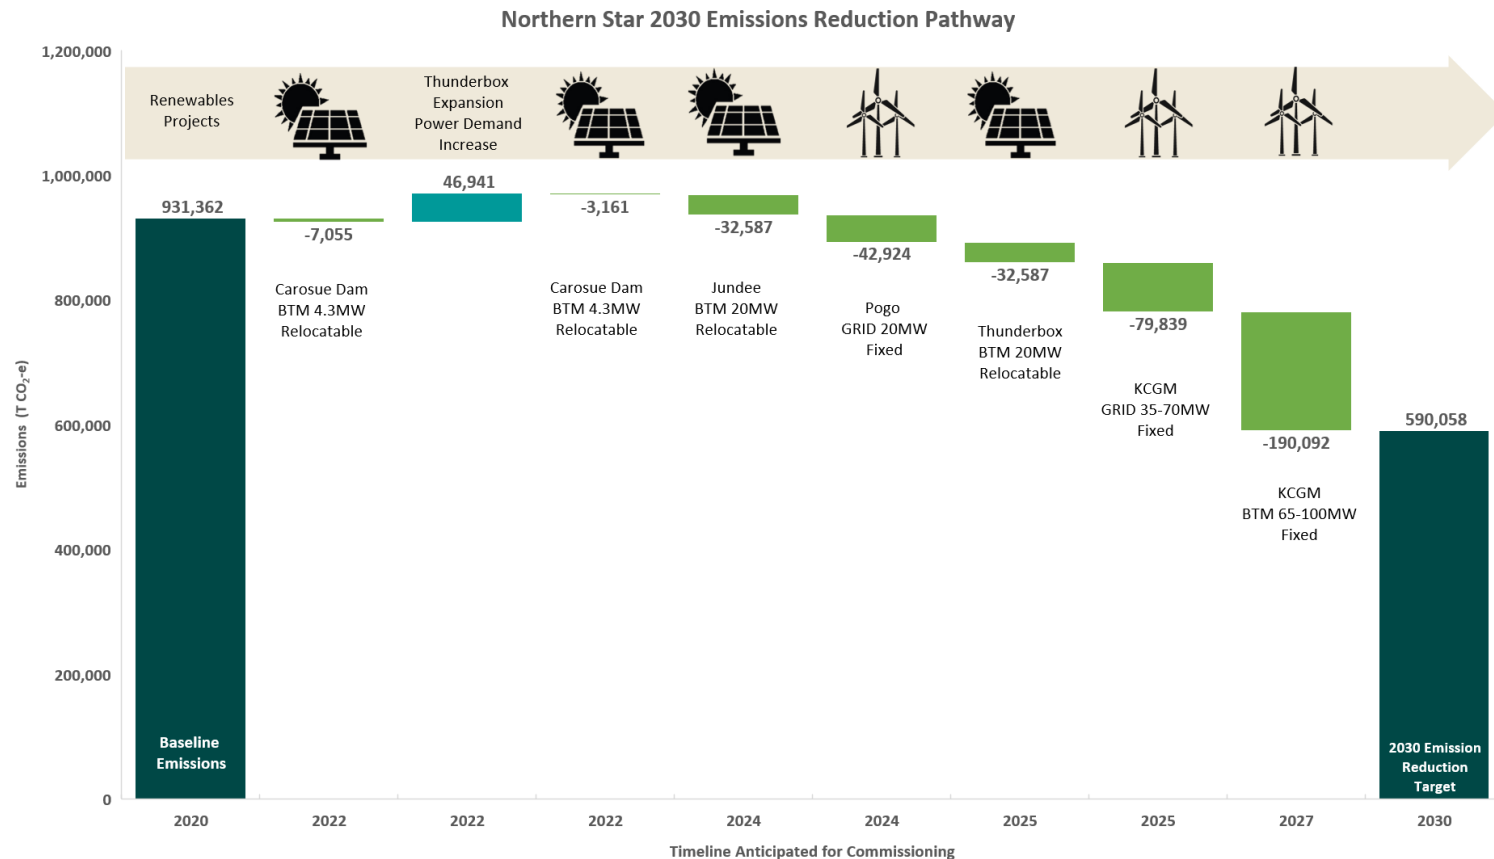 Northern Star 2030 Emissions Reduction Pathway
1,200,000
1,000,000
800,000
600,000
400,000
200,000
0
Emissions (T CO₂-e)
Renewables
Projects
Thunderbox
Expansion
Power Demand
Increase
931,362
Baseline
Emissions
-7,055
Carosue Dam
BTM 4.3MW
Relocatable
46,941
-3,161
Carosue Dam
BTM 4.3MW
Relocatable
-32,587
Jundee
BTM 20MW
Relocatable
-42,924
Pogo
GRID 20MW
Fixed
-32,587
Thunderbox
BTM 20MW
Relocatable
-79,839
KCGM
GRID 35-70MW
Fixed
-190,092
KCGM
BTM 65-100MW
Fixed
590,058
2030 Emission
Reduction
Target
2020 2022 2022 2022 2024 2024 2025 2025 2027 2030
Timeline Anticipated for Commissioning